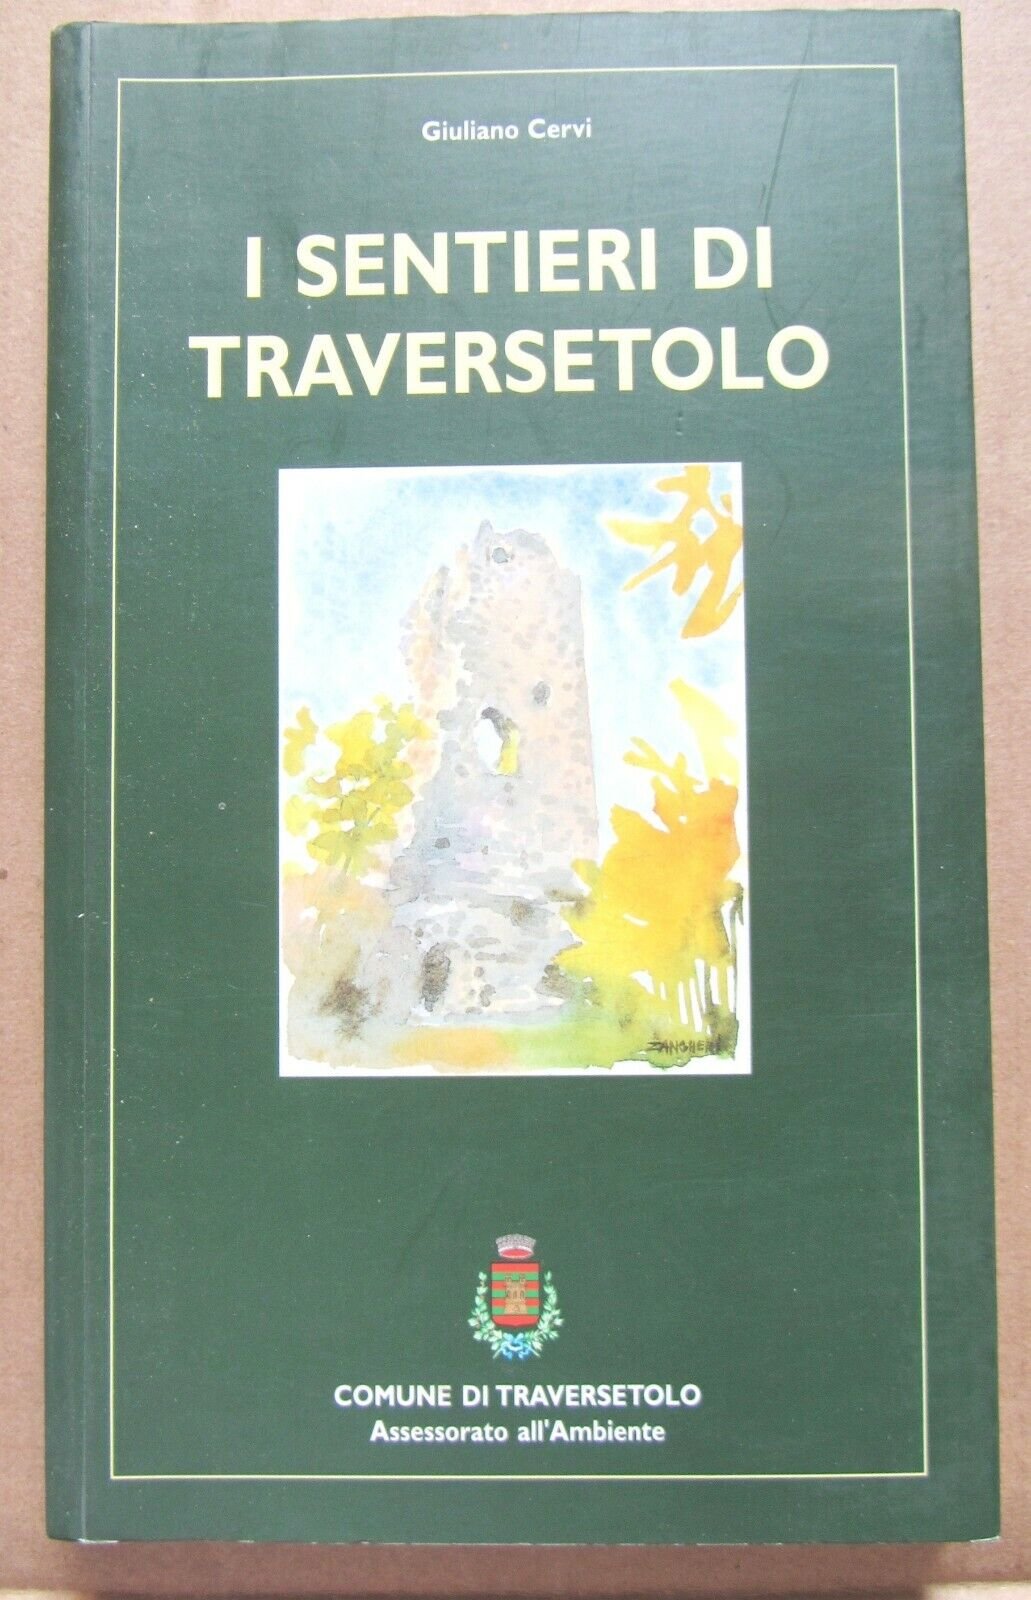 Giuliano Cervi
I SENTIERI DI
TRAVERSETOLO
ZANGHERI
COMUNE DI TRAVERSETOLO
Assessorato all'Ambiente